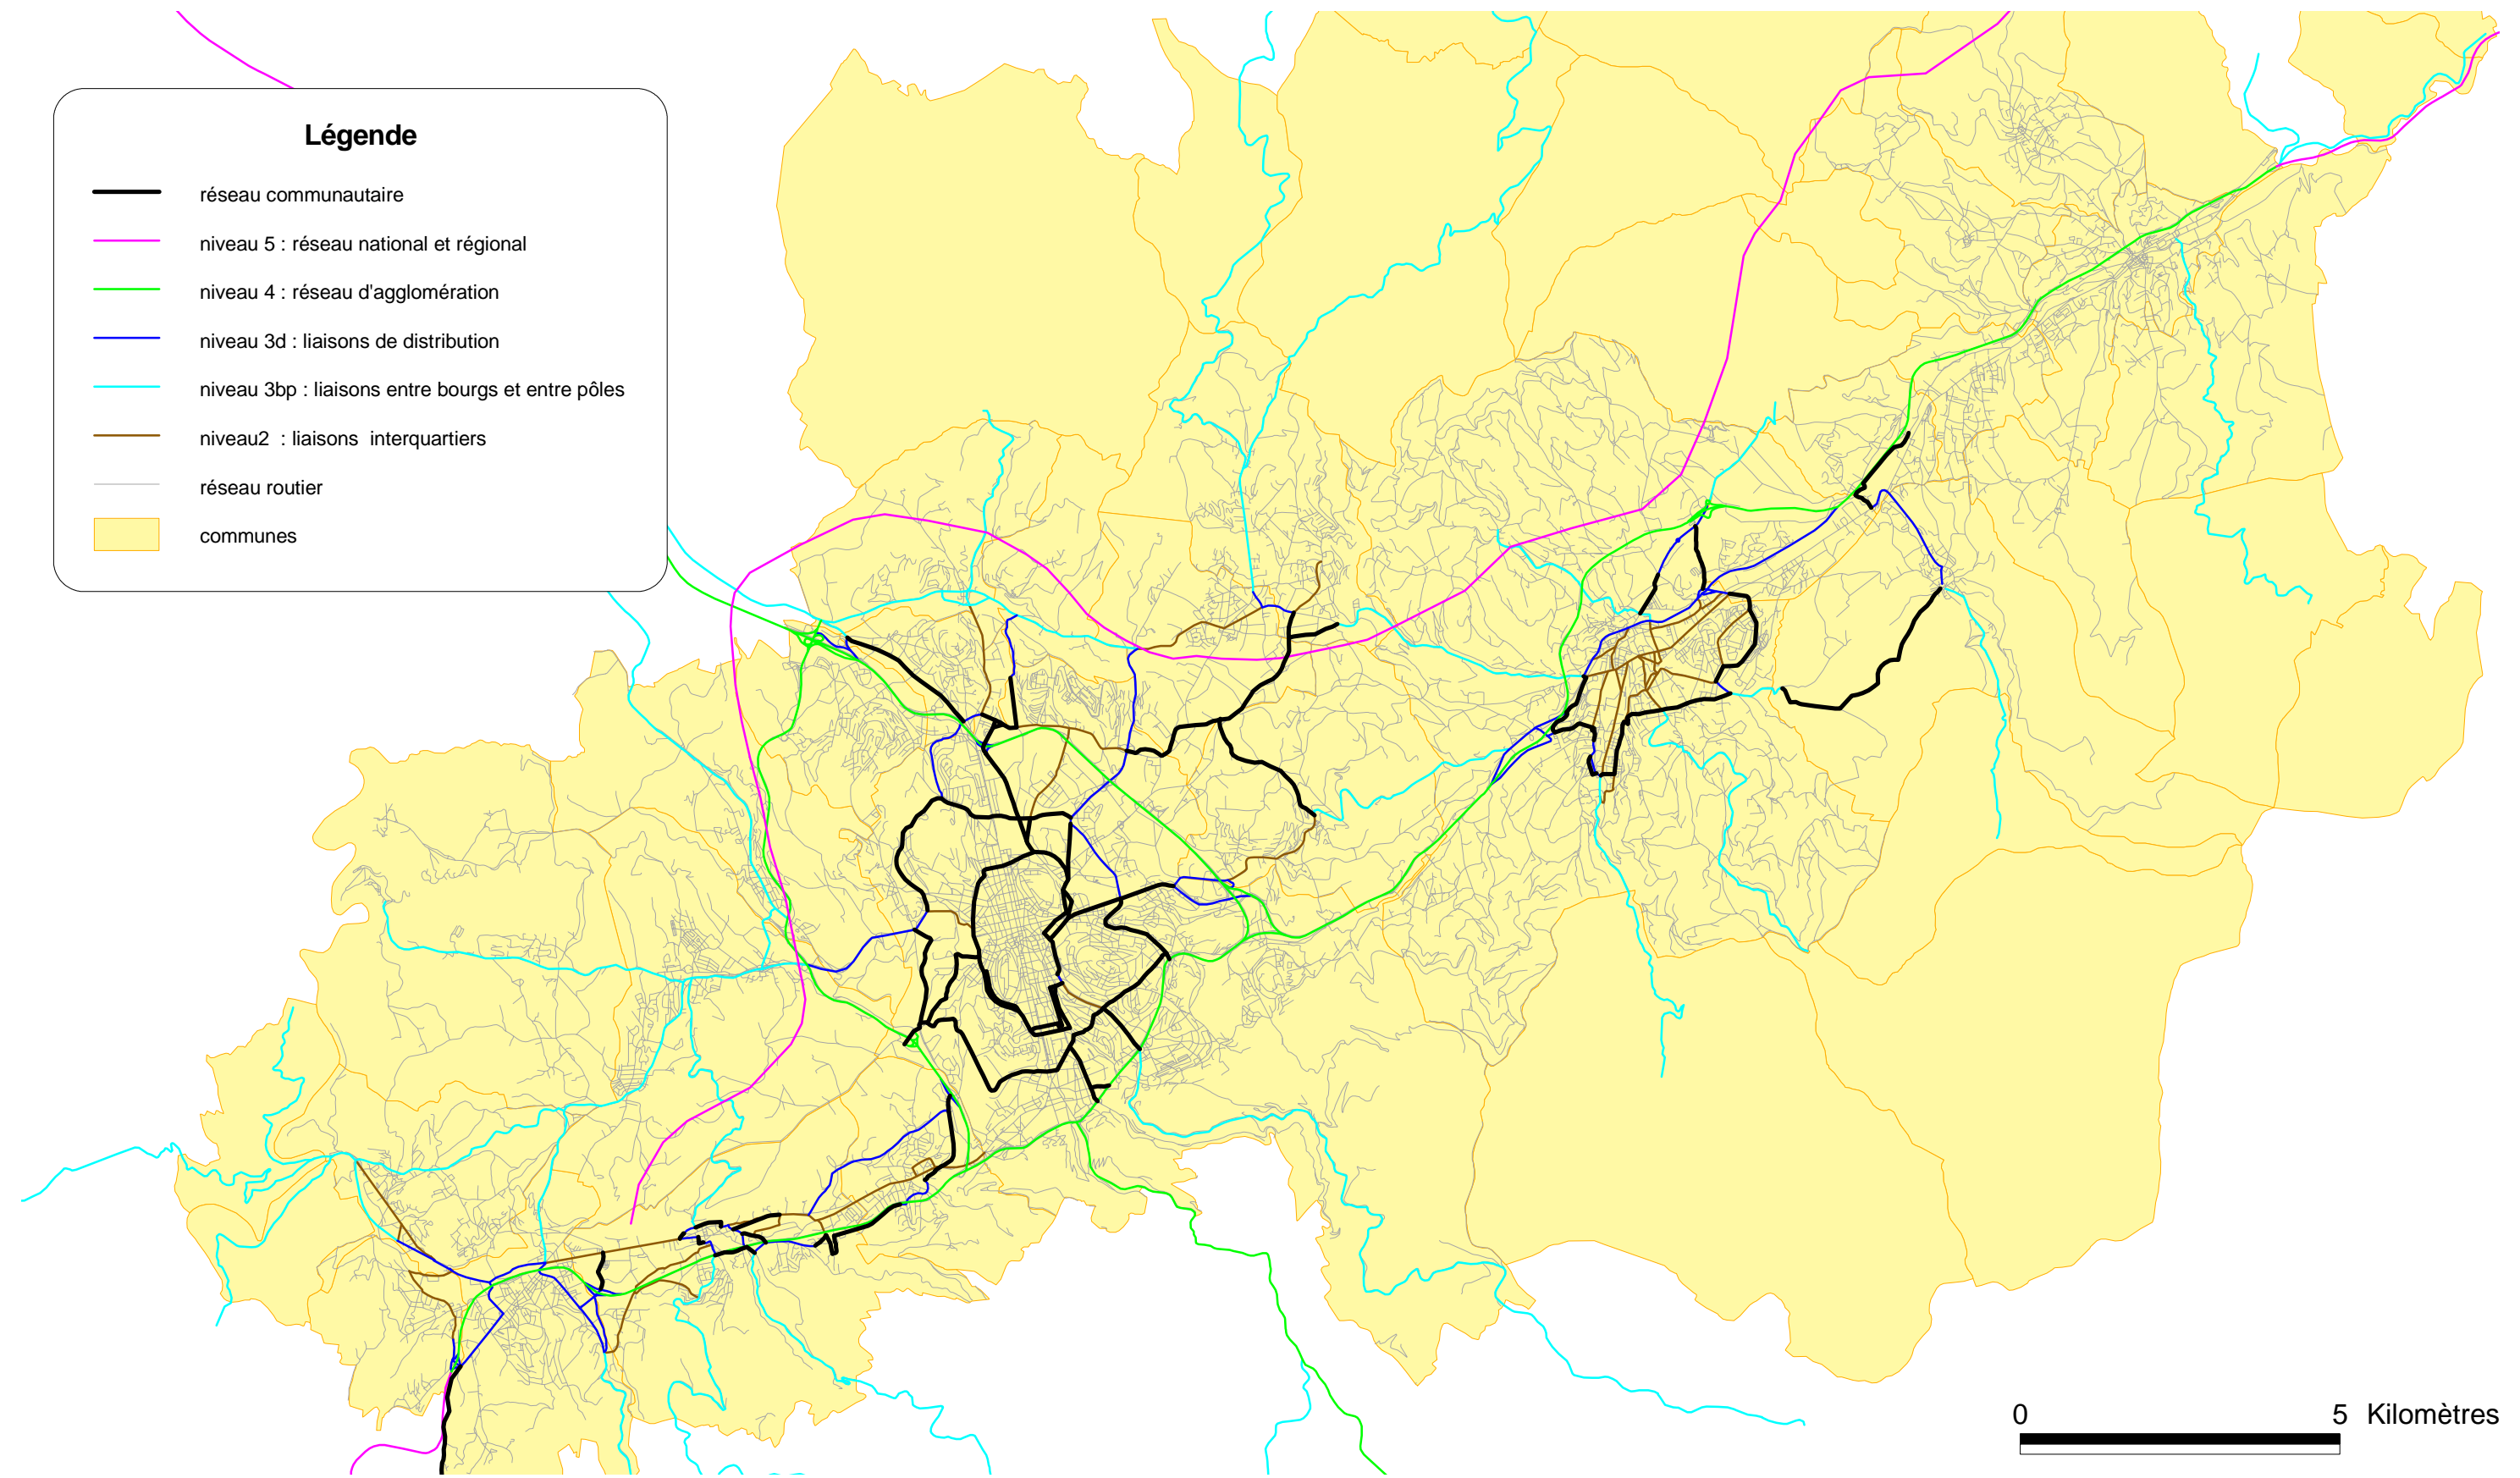 Légende
réseau communautaire
niveau 5 : réseau national et régional
niveau 4 : réseau d'agglomération
niveau 3d : liaisons de distribution
niveau 3bp : liaisons entre bourgs et entre pôles
niveau2 : liaisons interquartiers
réseau routier
communes
0 5 Kilomètres